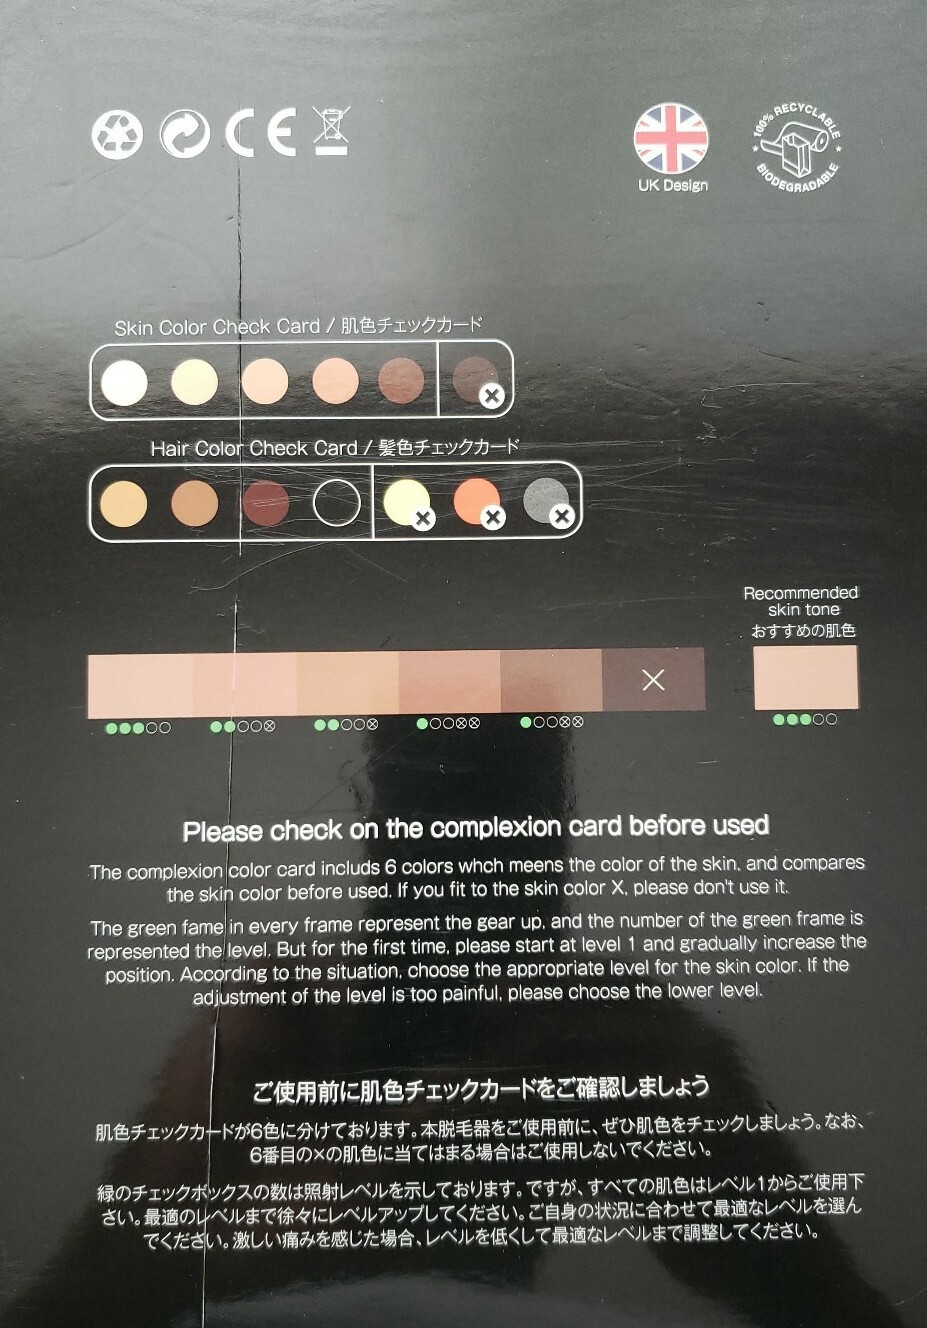 100% RECYCLABLE
BIODEGRADABLE
CE
UK Design
Skin Color Check Card / 肌色チェックカード
Hair Color Check Card / 髪色チェックカード
Recommended
skin tone
おすすめの肌色
Please check on the complexion card before used
The complexion color card includs 6 colors whch meens the color of the skin, and compares
the skin color before used. If you fit to the skin color X, please don't use it.
The green fame in every frame represent the gear up, and the number of the green frame is
represented the level. But for the first time, please start at level 1 and gradually increase the
position. According to the situation, choose the appropriate level for the skin color. If the
adjustment of the level is too painful, please choose the lower level.
ご使用前に肌色チェックカードをご確認しましょう
肌色チェックカードが6色に分けております。本脱毛器をご使用前に、ぜひ肌色をチェックしましょう。なお、
6番目の×の肌色に当てはまる場合はご使用しないでください。
緑のチェックボックスの数は照射レベルを示しております。ですが、すべての肌色はレベル1からご使用下
さい。最適のレベルまで徐々にレベルアップしてください。ご自身の状況に合わせて最適なレベルを選ん
でください。激しい痛みを感じた場合、レベルを低くして最適なレベルまで調整してください。